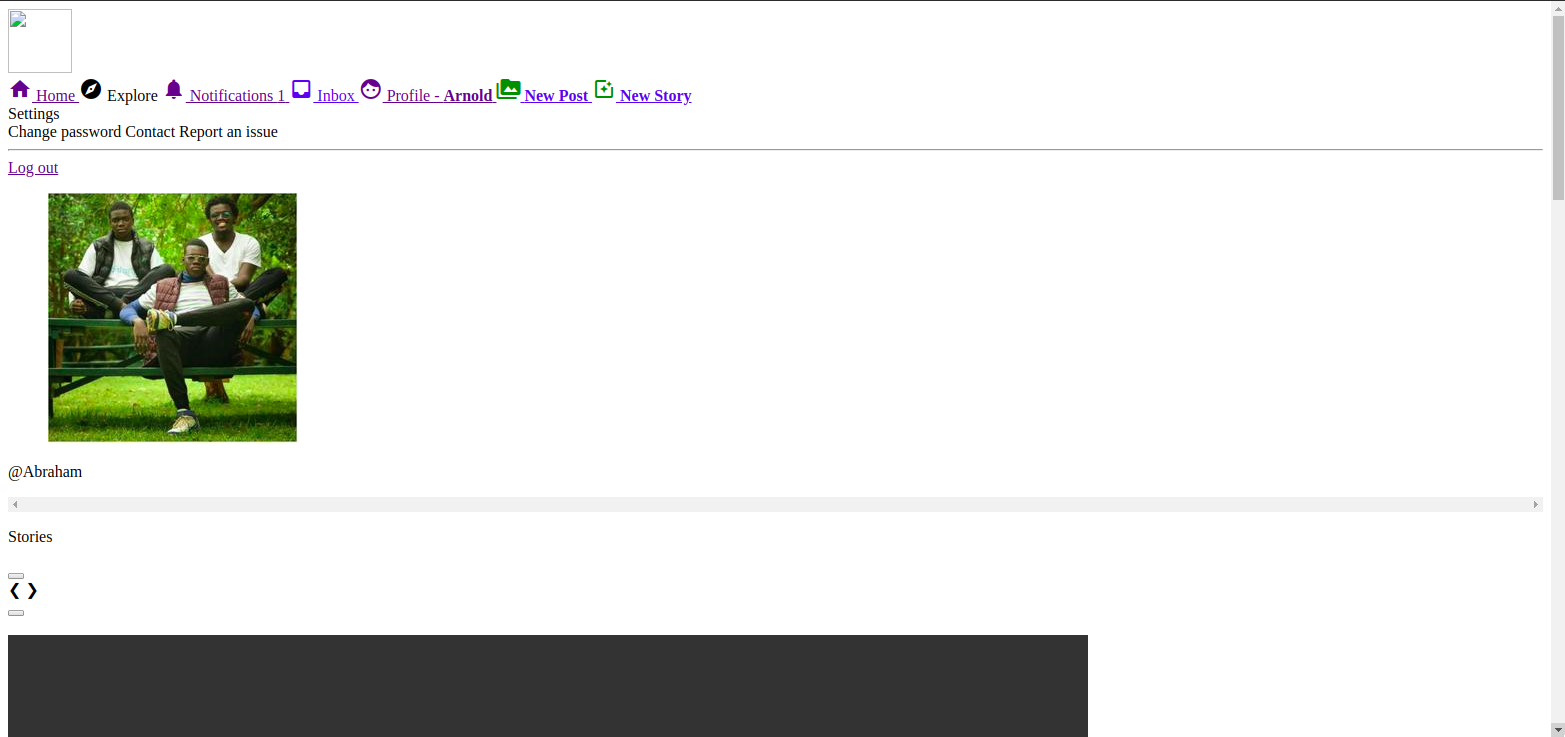 Home Explore Notifications 1 Inbox Profile - Arnold New Post New Story
Settings
Change password Contact Report an issue
Log out
@Abraham
Stories
❮ ❯